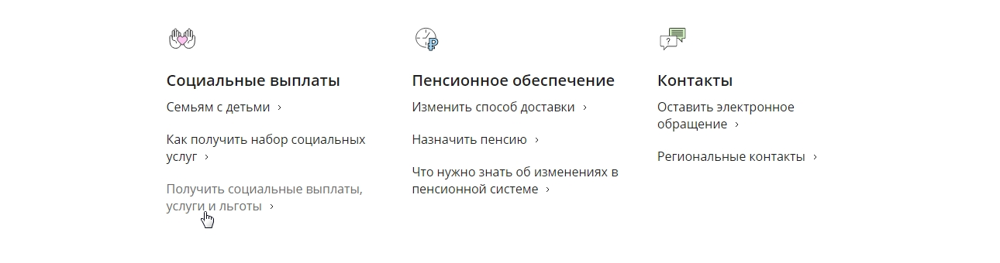 Социальные выплаты
Семьям с детьми ›
Как получить набор социальных
услуг ›
Получить социальные выплаты,
услуги и льготы ›
₽
Пенсионное обеспечение
Изменить способ доставки ›
Назначить пенсию ›
Что нужно знать об изменениях в
пенсионной системе ›
?
Контакты
Оставить электронное
обращение ›
Региональные контакты ›